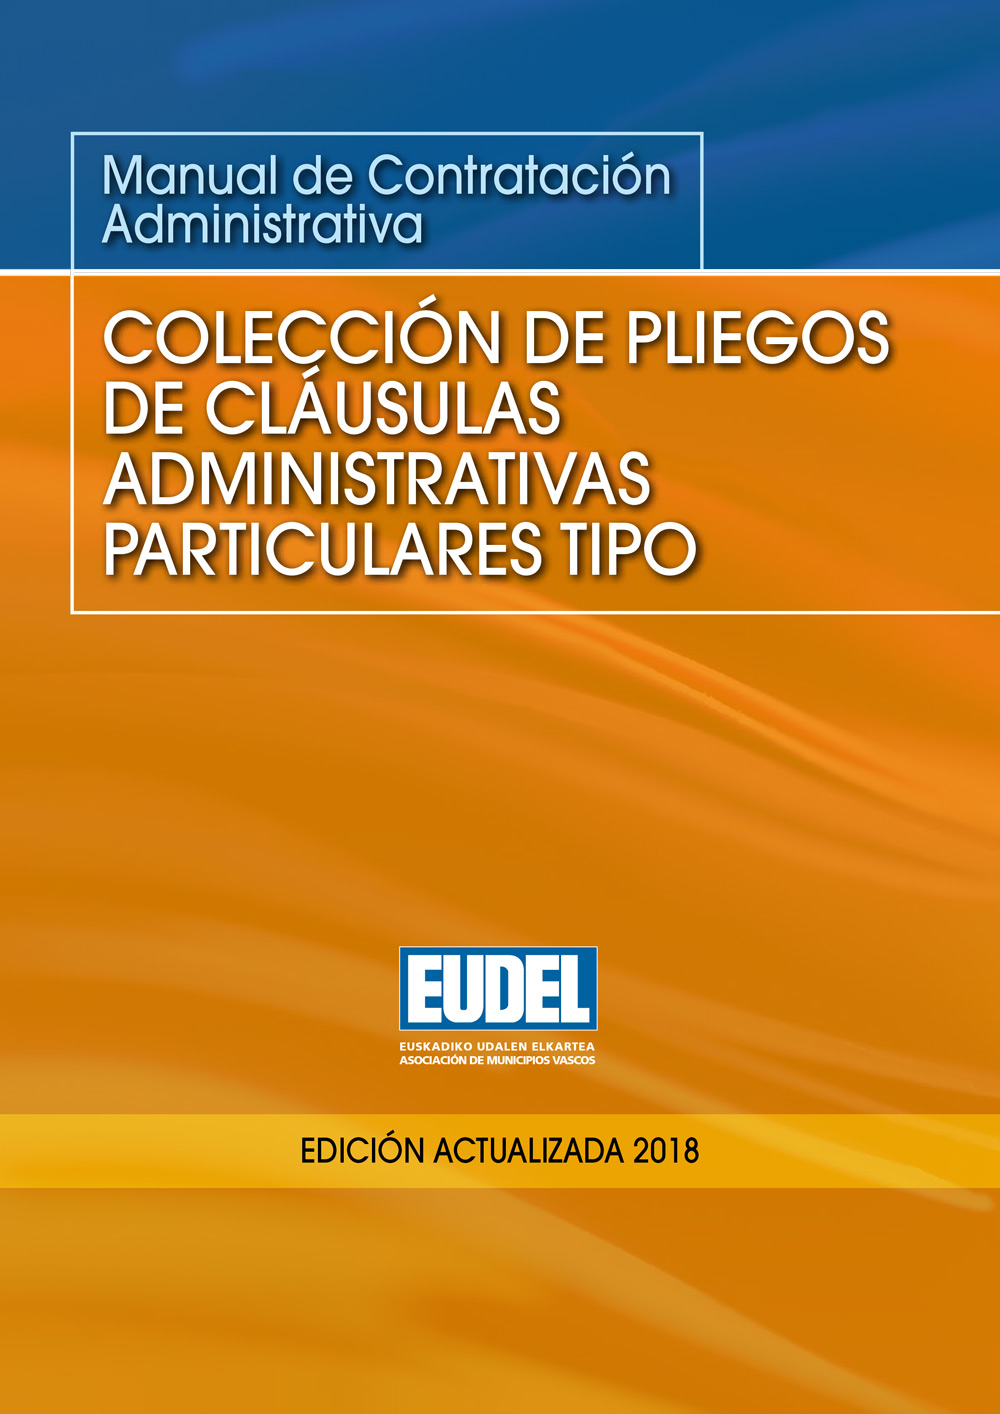 Manual de Contratación
Administrativa
COLECCIÓN DE PLIEGOS
DE CLÁUSULAS
ADMINISTRATIVAS
PARTICULARES TIPO
EUDEL
EUSKADIKO UDALEN ELKARTEA
ASOCIACIÓN DE MUNICIPIOS VASCOS
EDICIÓN ACTUALIZADA 2018